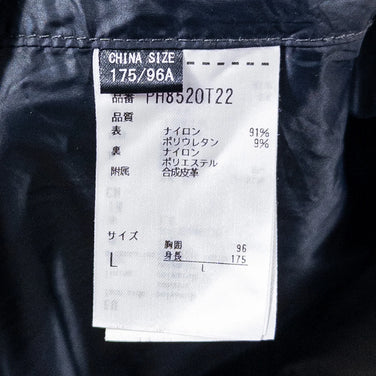 CHINA SIZE
175/96A
品番 PH8520T22
品質
表 ナイロン 91%
ポリウレタン 9%
裏 ナイロン
ポリエステル
附属 合成皮革
サイズ
L
胸囲 96
身長 175
L